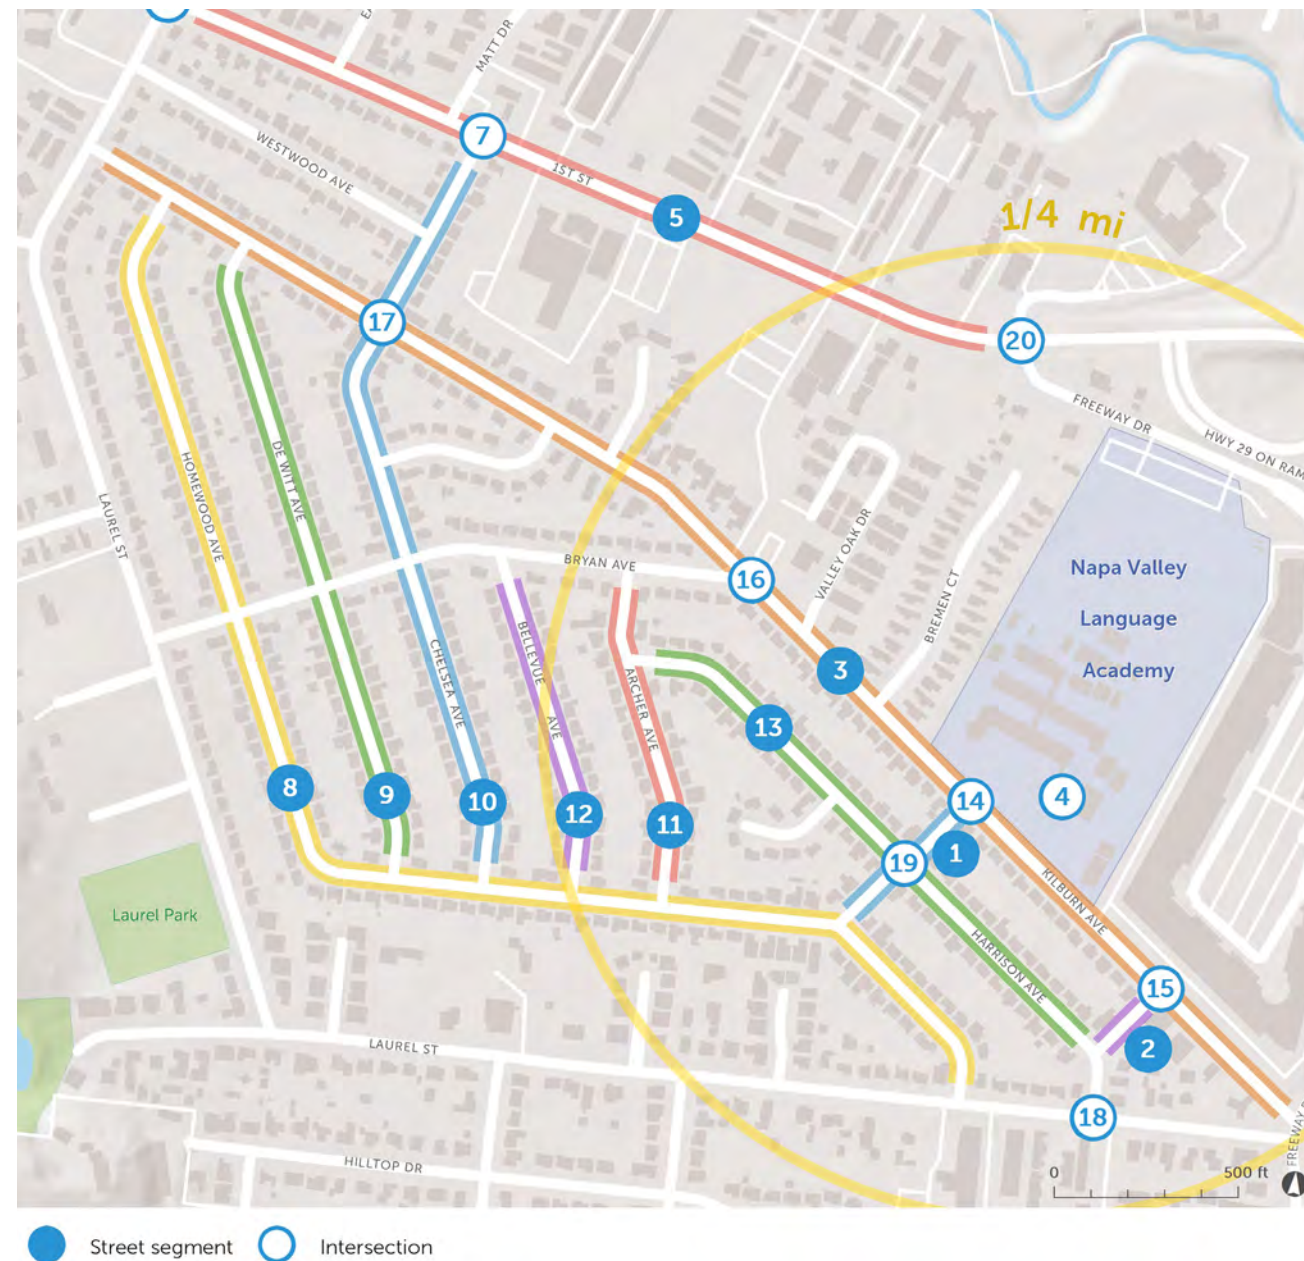 MATT DR
7
WESTWOOD AVE
1ST ST
5
1/4 mi
17
20
FREEWAY DR
HWY 29 ON RAM
HOMEWOOD AVE
DE WITT AVE
LAUREL ST
BRYAN AVE
16
VALLEY OAK DR
BREMEN CT
Napa Valley
Language
Academy
CHELSEA AVE
BELLEVUE AVE
ARCHER AVE
3
13
8
9
10
12
11
14
4
19
1
KILBURN AVE
Laurel Park
HARRISON AVE
15
2
LAUREL ST
18
HILLTOP DR
0 500 ft
FREEWAY
Street segment
Intersection